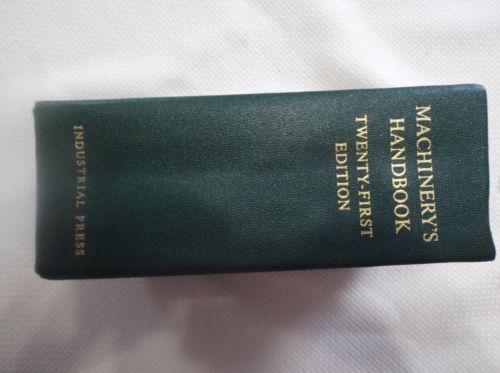 MACHINERY'S
HANDBOOK
TWENTY-FIRST
EDITION
INDUSTRIAL PRESS